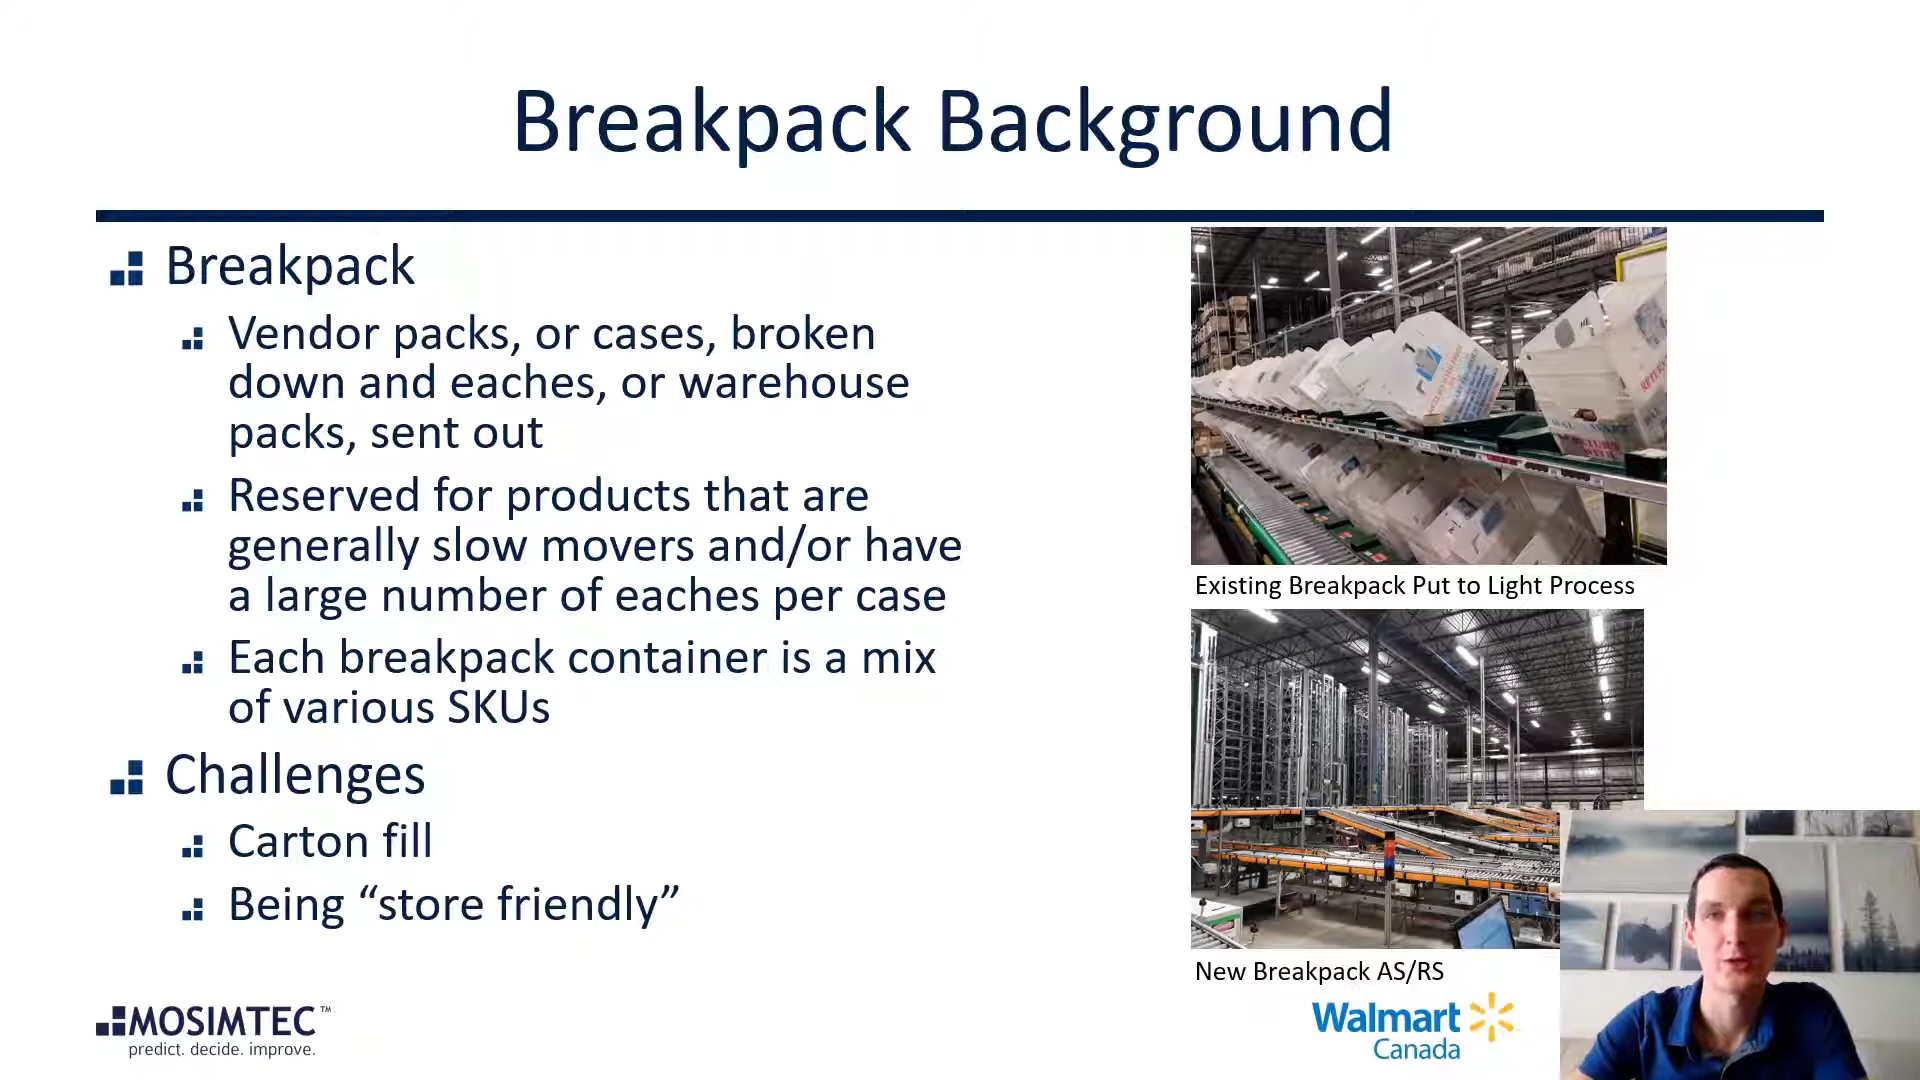 Breakpack Background
Breakpack
Vendor packs, or cases, broken
down and eaches, or warehouse
packs, sent out
Reserved for products that are
generally slow movers and/or have
a large number of eaches per case
Each breakpack container is a mix
of various SKUs
Challenges
Carton fill
Being “store friendly”
Existing Breakpack Put to Light Process
New Breakpack AS/RS
MOSIMTEC™
predict. decide. improve.
Walmart
Canada